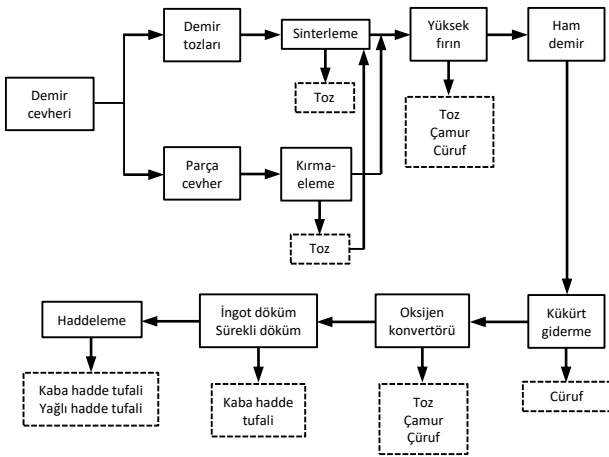 Demir
tozları
Sinterleme
Yüksek
fırın
Ham
demir
Toz
Demir
cevheri
Toz
Çamur
Cüruf
Parça
cevher
Kırma-
eleme
Toz
Haddeleme
İngot döküm
Sürekli döküm
Oksijen
konvertörü
Kükürt
giderme
Kaba hadde tufali
Yağlı hadde tufali
Kaba hadde
tufali
Toz
Çamur
Çüruf
Cüruf